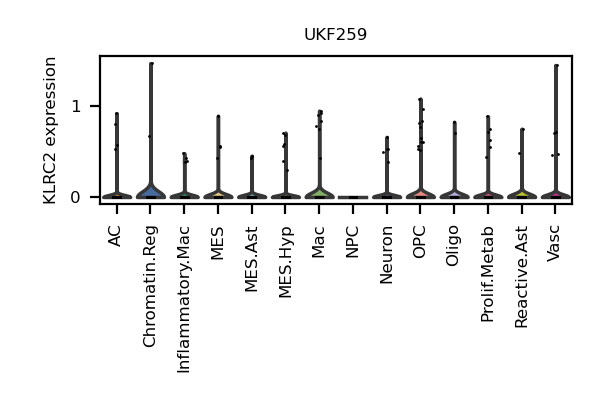 UKF259
KLRC2 expression
1
0
AC
Chromatin.Reg
Inflammatory.Mac
MES
MES.Ast
MES.Hyp
Mac
NPC
Neuron
OPC
Oligo
Prolif.Metab
Reactive.Ast
Vasc